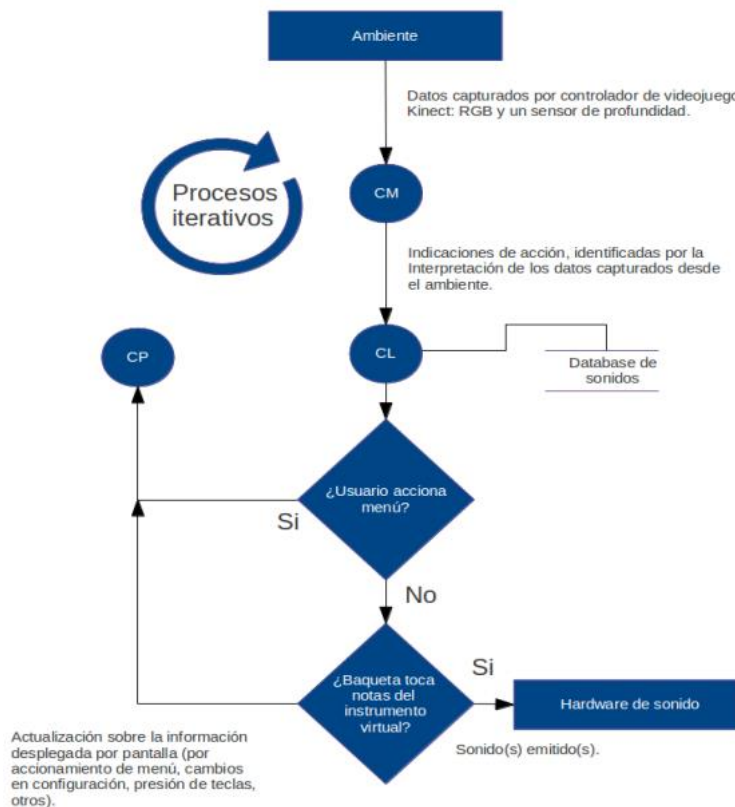 Ambiente
Datos capturados por controlador de videojuego
Kinect: RGB y un sensor de profundidad.
Procesos
iterativos
CM
Indicaciones de acción, identificadas por la
Interpretación de los datos capturados desde
el ambiente.
CP
CL
Database de
sonidos
¿Usuario acciona
menú?
Si
No
¿Baqueta toca
notas del
instrumento
virtual?
Si
Hardware de sonido
Sonido(s) emitido(s).
Actualización sobre la información
desplegada por pantalla (por
accionamiento de menú, cambios
en configuración, presión de teclas,
otros).